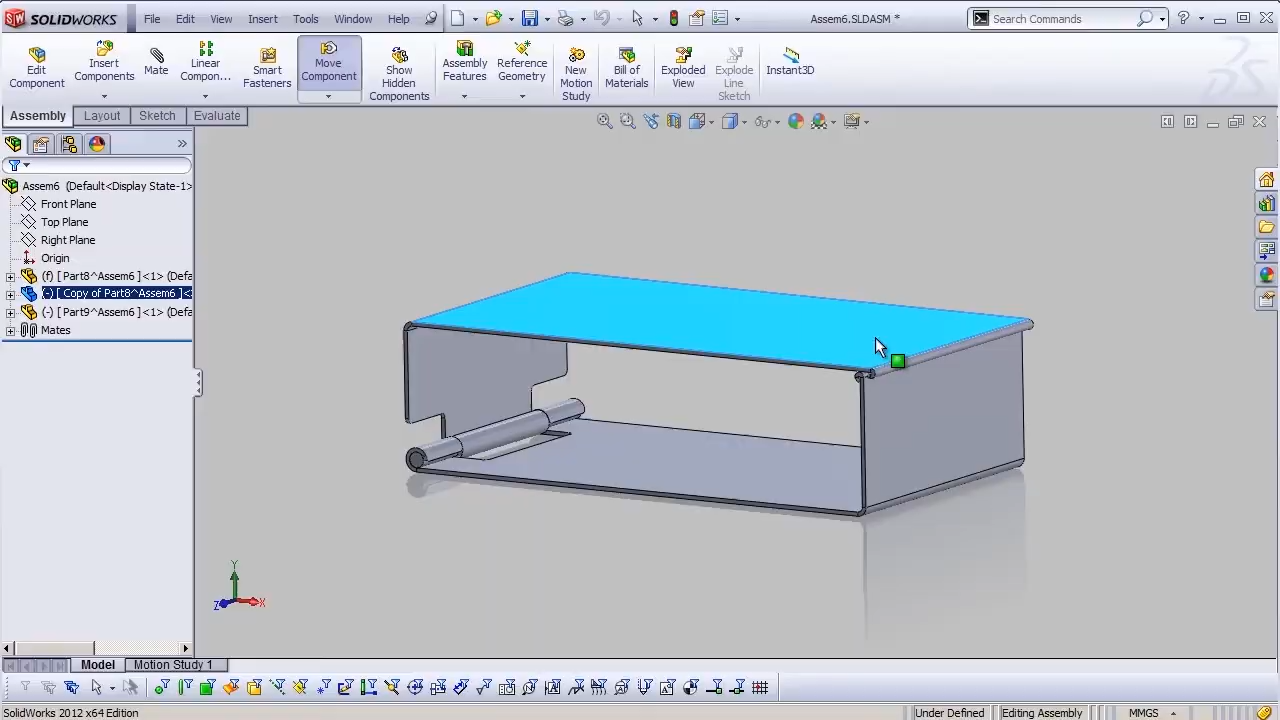 SOLIDWORKS File Edit View Insert Tools Window Help Assem6.SLDASM * Search Commands
Edit Component
Insert Components
Mate
Linear Compon...
Smart Fasteners
Move Component
Show Hidden Components
Assembly Features
Reference Geometry
New Motion Study
Bill of Materials
Exploded View
Explode Line Sketch
Instant3D
Assembly Layout Sketch Evaluate
Assem6 (Default<Display State-1>
Front Plane
Top Plane
Right Plane
Origin
(f) [ Part8^Assem6 ]<1> (Defa
(-) [ Copy of Part8^Assem6 ]<
(-) [ Part9^Assem6 ]<1> (Defa
Mates
Y
Z X
Model Motion Study 1
SolidWorks 2012 x64 Edition Under Defined Editing Assembly MMGS